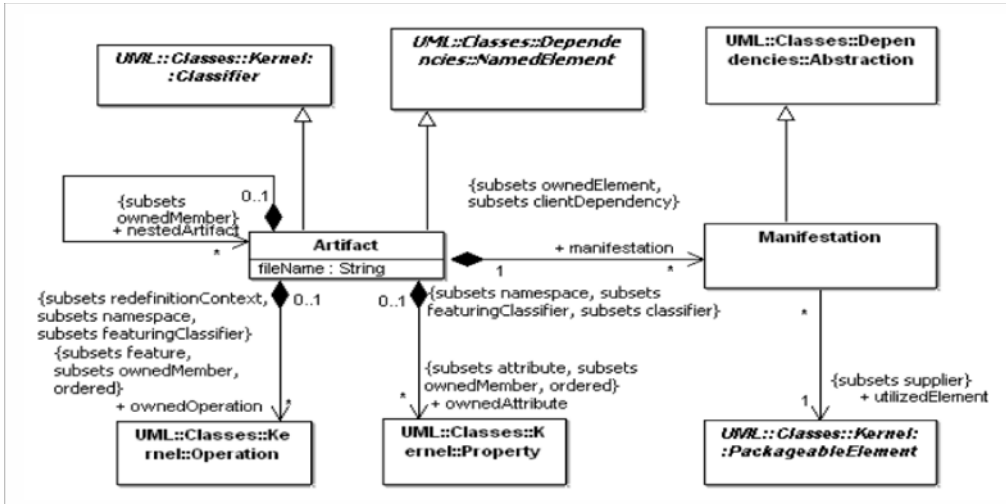 UML::Classes::Kernel:
:Classifier
UML::Classes::Depende
ncies::NamedElement
UML::Classes::Depen
dencies::Abstraction
{subsets
ownedMember}
+ nestedArtifact
0..1
*
{subsets ownedElement,
subsets clientDependency}
Artifact
fileName : String
+ manifestation
1
*
Manifestation
{subsets redefinitionContext,
subsets namespace,
subsets featuringClassifier}
0..1
0..1
{subsets namespace, subsets
featuringClassifier, subsets classifier}
*
{subsets feature,
subsets ownedMember,
ordered}
+ ownedOperation
*
{subsets attribute, subsets
ownedMember, ordered}
+ ownedAttribute
*
{subsets supplier}
+ utilizedElement
1
UML::Classes::Ke
rnel::Operation
UML::Classes::K
ernel::Property
UML::Classes::Kernel:
:PackageableElement